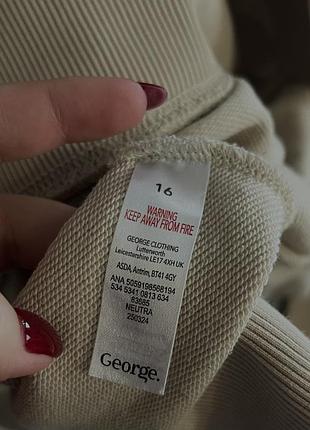 16
WARNING
KEEP AWAY FROM FIRE
GEORGE CLOTHING
Lutterworth
Leicestershire LE17 4XH UK
ASDA, Antrim, BT41 4GY
ANA 5059198568194
534 5341 0813 634
83685
NEUTRA
250324
George.